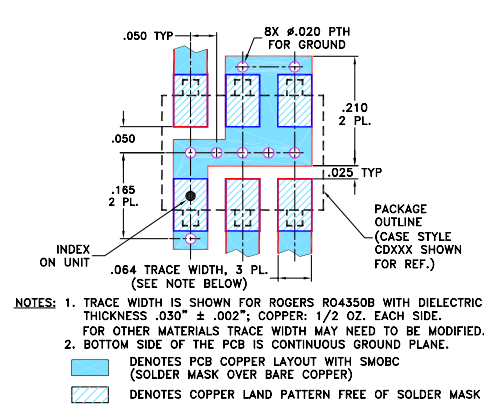 .050 TYP
8X Ø.020 PTH
FOR GROUND
.210
2 PL.
.050
.025 TYP
.165
2 PL.
PACKAGE
OUTLINE
(CASE STYLE
CDXXX SHOWN
FOR REF.)
INDEX
ON UNIT
.064 TRACE WIDTH, 3 PL.
(SEE NOTE BELOW)
NOTES: 1. TRACE WIDTH IS SHOWN FOR ROGERS RO4350B WITH DIELECTRIC
THICKNESS .030" ± .002"; COPPER: 1/2 OZ. EACH SIDE.
FOR OTHER MATERIALS TRACE WIDTH MAY NEED TO BE MODIFIED.
2. BOTTOM SIDE OF THE PCB IS CONTINUOUS GROUND PLANE.
DENOTES PCB COPPER LAYOUT WITH SMOBC
(SOLDER MASK OVER BARE COPPER)
DENOTES COPPER LAND PATTERN FREE OF SOLDER MASK